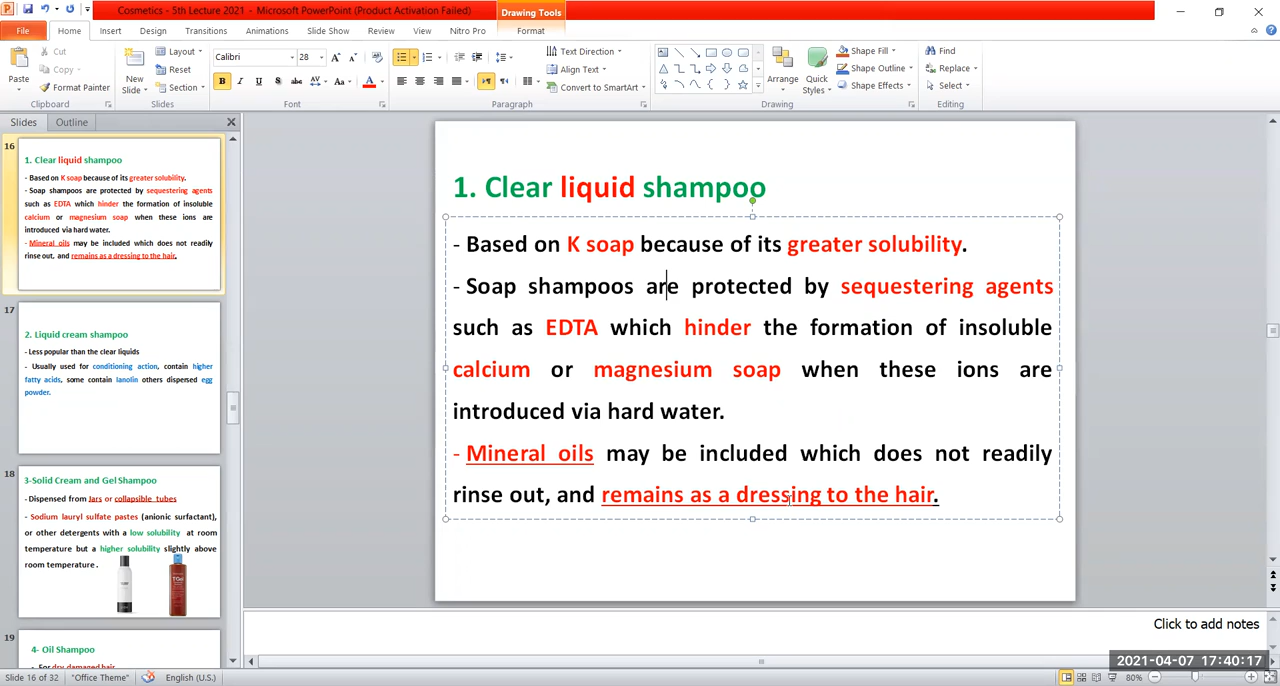 Cosmetics - 5th Lecture 2021 - Microsoft PowerPoint (Product Activation Failed)
Drawing Tools
File Home Insert Design Transitions Animations Slide Show Review View Nitro Pro Format
Paste
Cut
Copy
Format Painter
Clipboard
New Slide
Layout
Reset
Section
Slides
Calibri 28
Font
Text Direction
Align Text
Convert to SmartArt
Paragraph
Arrange
Quick Styles
Shape Fill
Shape Outline
Shape Effects
Drawing
Find
Replace
Select
Editing
Slides Outline
16
1. Clear liquid shampoo
- Based on K soap because of its greater solubility.
- Soap shampoos are protected by sequestering agents
such as EDTA which hinder the formation of insoluble
calcium or magnesium soap when these ions are
introduced via hard water.
- Mineral oils may be included which does not readily
rinse out, and remains as a dressing to the hair.
17
2. Liquid cream shampoo
- Less popular than the clear liquids
- Usually used for conditioning action, contain higher
fatty acids, some contain lanolin others dispersed egg
powder.
18
3-Solid Cream and Gel Shampoo
- Dispensed from Jars or collapsible tubes
- Sodium lauryl sulfate pastes (anionic surfactant),
or other detergents with a low solubility at room
temperature but a higher solubility slightly above
room temperature.
19
4- Oil Shampoo
- For dry, damaged hair
1. Clear liquid shampoo
- Based on K soap because of its greater solubility.
- Soap shampoos are protected by sequestering agents
such as EDTA which hinder the formation of insoluble
calcium or magnesium soap when these ions are
introduced via hard water.
- Mineral oils may be included which does not readily
rinse out, and remains as a dressing to the hair.
Click to add notes
2021-04-07 17:40:17
Slide 16 of 32 "Office Theme" English (U.S.) 80%